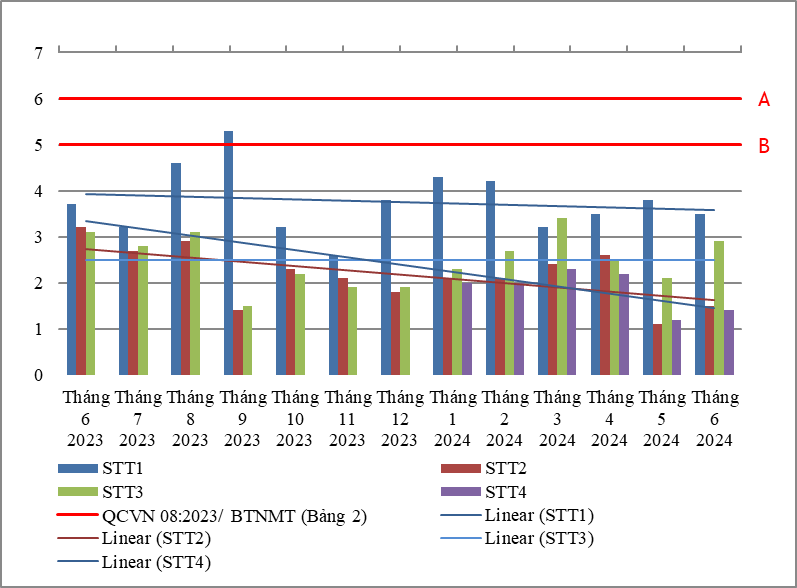 7
6
A
5
B
4
3
2
1
0
Tháng Tháng Tháng Tháng Tháng Tháng Tháng Tháng Tháng Tháng Tháng Tháng Tháng
6 7 8 9 10 11 12 1 2 3 4 5 6
2023 2023 2023 2023 2023 2023 2023 2024 2024 2024 2024 2024 2024
STT1 STT2
STT3 STT4
QCVN 08:2023/ BTNMT (Bảng 2) Linear (STT1)
Linear (STT2) Linear (STT3)
Linear (STT4)